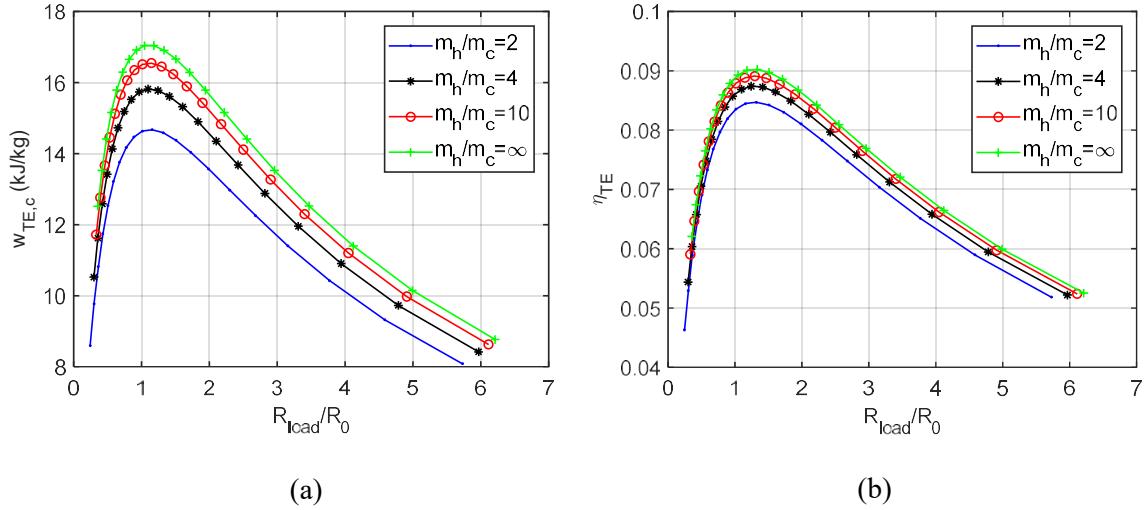 18
16
14
12
10
8
w_TE,c (kJ/kg)
0 1 2 3 4 5 6 7
R_load/R_0
m_h/m_c=2
m_h/m_c=4
m_h/m_c=10
m_h/m_c=∞
(a)
0.1
0.09
0.08
0.07
0.06
0.05
0.04
η_TE
0 1 2 3 4 5 6 7
R_load/R_0
m_h/m_c=2
m_h/m_c=4
m_h/m_c=10
m_h/m_c=∞
(b)